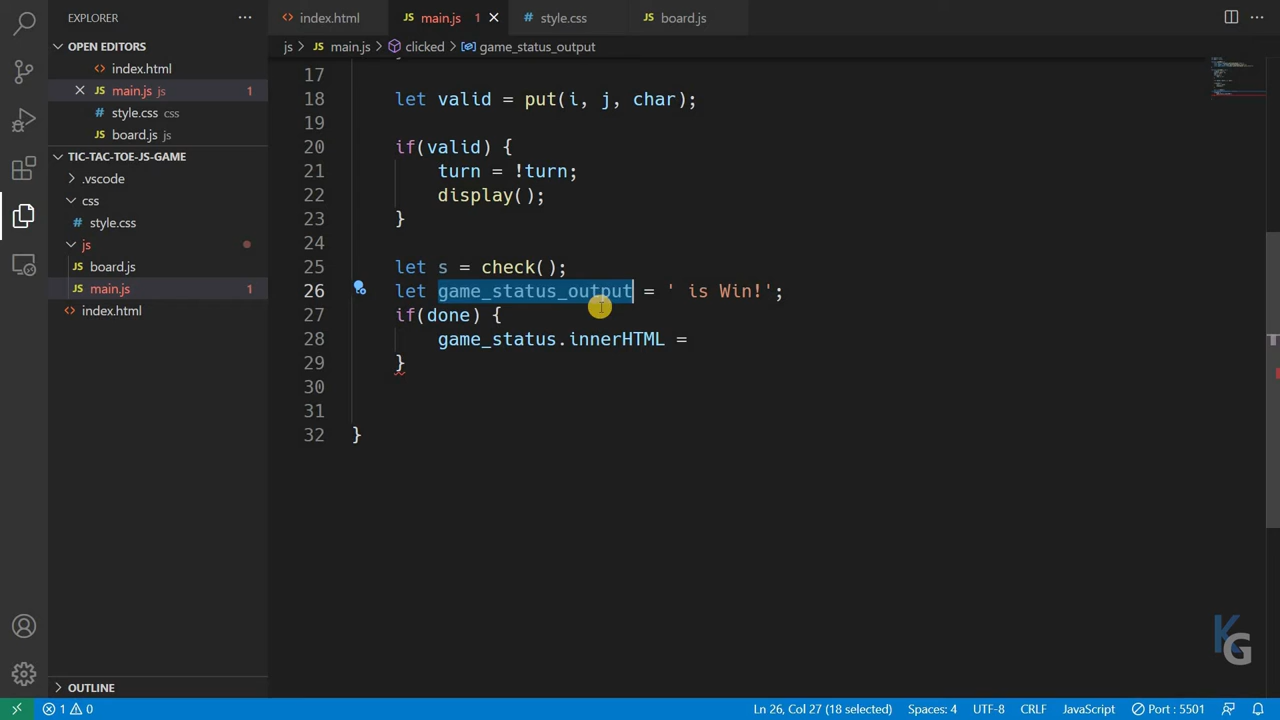 EXPLORER
index.html
main.js 1
style.css
board.js
js > main.js > clicked > game_status_output
OPEN EDITORS
index.html
main.js js 1
style.css css
board.js js
TIC-TAC-TOE-JS-GAME
.vscode
css
style.css
js
board.js
main.js 1
index.html
OUTLINE
17
18 let valid = put(i, j, char);
19
20 if(valid) {
21 turn = !turn;
22 display();
23 }
24
25 let s = check();
26 let game_status_output = ' is Win!';
27 if(done) {
28 game_status.innerHTML =
29 }
30
31
32 }
KG
1 0 Ln 26, Col 27 (18 selected) Spaces: 4 UTF-8 CRLF JavaScript Port : 5501